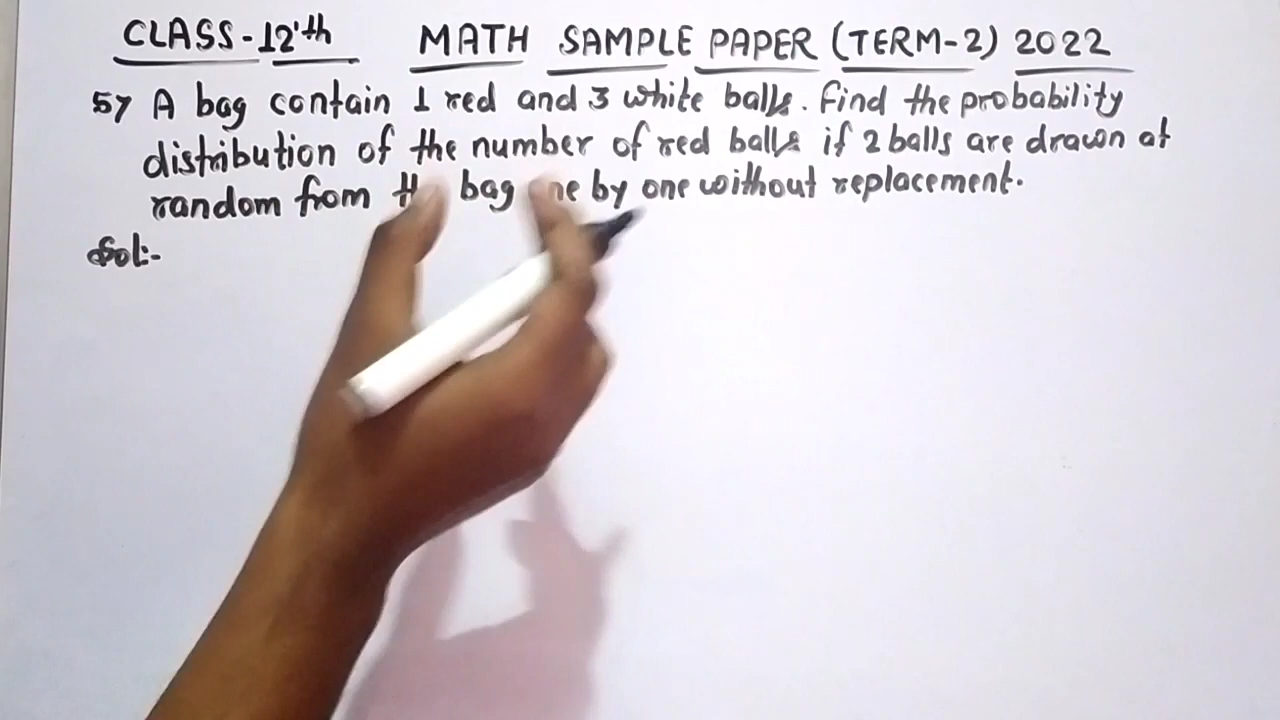 CLASS-12'th MATH SAMPLE PAPER (TERM-2) 2022
5) A bag contain 1 red and 3 white balls. Find the probability
distribution of the number of red balls if 2 balls are drawn at
random from bag by one without replacement.
Sol:-